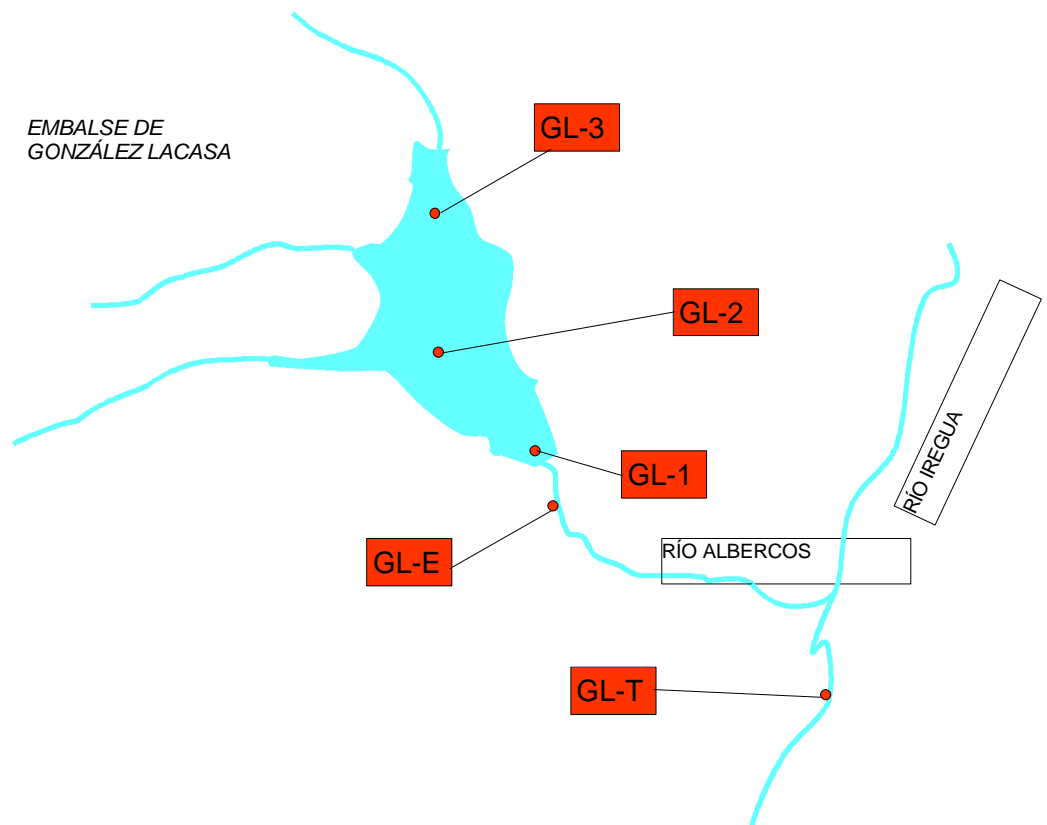 EMBALSE DE
GONZÁLEZ LACASA
GL-3
GL-2
GL-1
GL-E
RÍO ALBERCOS
RÍO IREGUA
GL-T